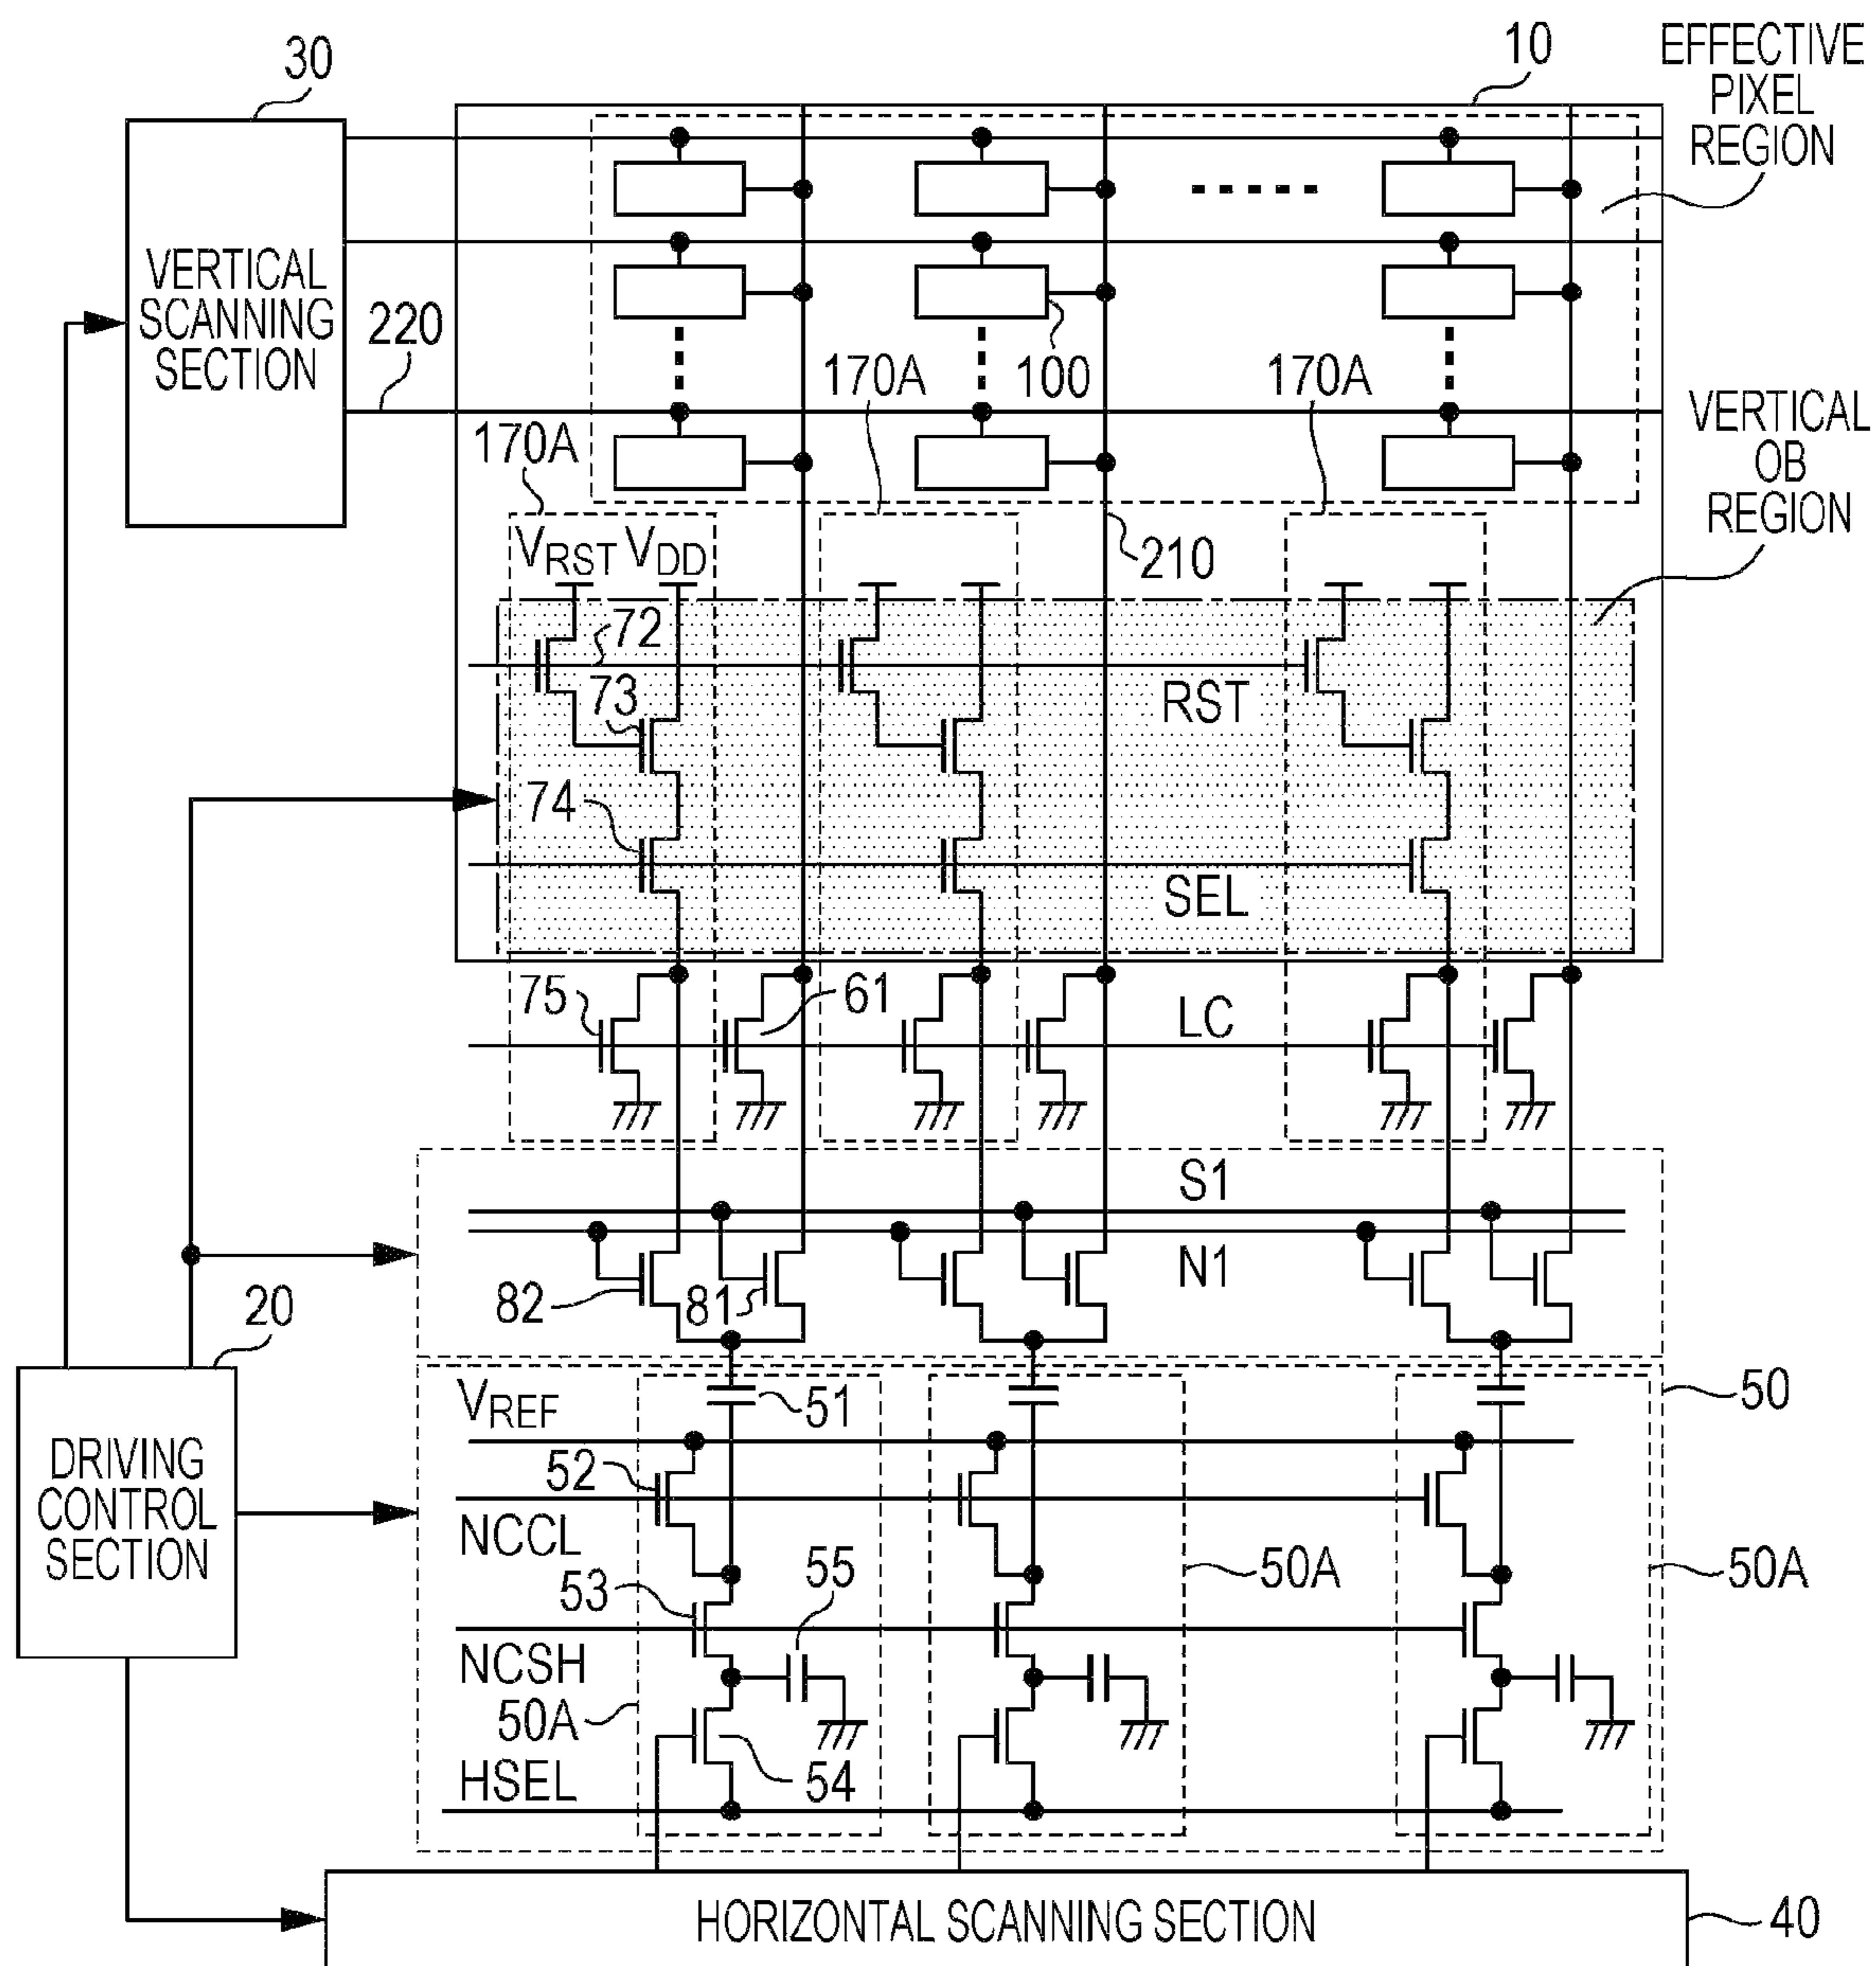 30
10
EFFECTIVE
PIXEL
REGION
VERTICAL
SCANNING
SECTION
220
100
170A
170A
170A
VERTICAL
OB
REGION
VRST VDD
210
72
73
RST
74
SEL
75
61
LC
S1
N1
82
81
20
DRIVING
CONTROL
SECTION
VREF
51
50
52
NCCL
53
55
50A
50A
NCSH
50A
HSEL
54
HORIZONTAL SCANNING SECTION
40